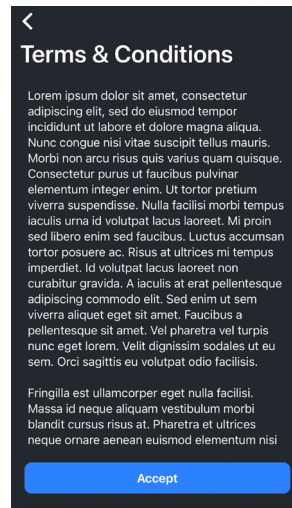 Terms & Conditions
Lorem ipsum dolor sit amet, consectetur
adipiscing elit, sed do eiusmod tempor
incididunt ut labore et dolore magna aliqua.
Nunc congue nisi vitae suscipit tellus mauris.
Morbi non arcu risus quis varius quam quisque.
Consectetur purus ut faucibus pulvinar
elementum integer enim. Ut tortor pretium
viverra suspendisse. Nulla facilisi morbi tempus
iaculis urna id volutpat lacus laoreet. Mi proin
sed libero enim sed faucibus. Luctus accumsan
tortor posuere ac. Risus at ultrices mi tempus
imperdiet. Id volutpat lacus laoreet non
curabitur gravida. A iaculis at erat pellentesque
adipiscing commodo elit. Sed enim ut sem
viverra aliquet eget sit amet. Faucibus a
pellentesque sit amet. Vel pharetra vel turpis
nunc eget lorem. Velit dignissim sodales ut eu
sem. Orci sagittis eu volutpat odio facilisis.
Fringilla est ullamcorper eget nulla facilisi.
Massa id neque aliquam vestibulum morbi
blandit cursus risus at. Pharetra et ultrices
neque ornare aenean euismod elementum nisi
Accept